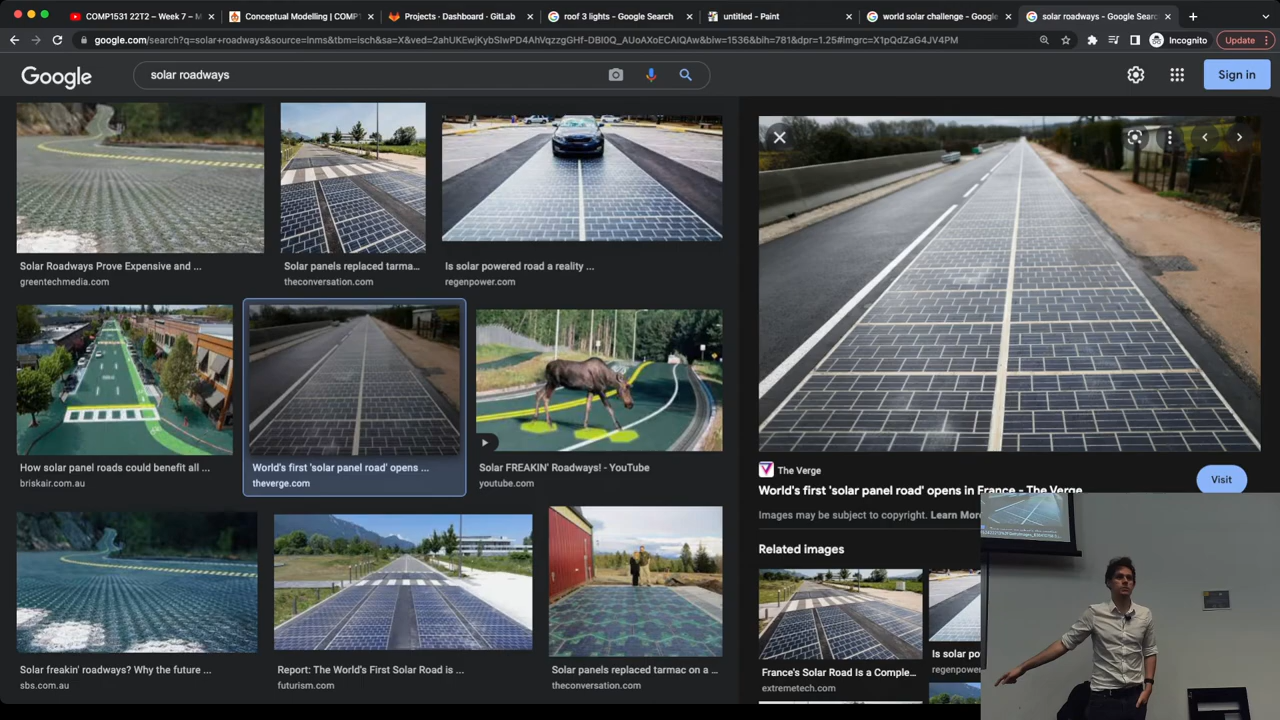 COMP1531 22T2 – Week 7 – M
Conceptual Modelling | COMP1
Projects · Dashboard · GitLab
roof 3 lights - Google Search
untitled - Paint
world solar challenge - Google
solar roadways - Google Searc
google.com/search?q=solar+roadways&source=lnms&tbm=isch&sa=X&ved=2ahUKEwjKybSIwPD4AhVqzzgGHf-DBI0Q_AUoAXoECAIQAw&biw=1536&bih=781&dpr=1.25#imgrc=X1pQdZaG4JV4PM
Incognito
Update
Google
solar roadways
Sign in
Solar Roadways Prove Expensive and ...
greentechmedia.com
Solar panels replaced tarma...
theconversation.com
Is solar powered road a reality ...
regenpower.com
How solar panel roads could benefit all ...
briskair.com.au
World's first 'solar panel road' opens ...
theverge.com
Solar FREAKIN' Roadways! - YouTube
youtube.com
Solar freakin' roadways? Why the future ...
sbs.com.au
Report: The World's First Solar Road is ...
futurism.com
Solar panels replaced tarmac on a ...
theconversation.com
The Verge
World's first 'solar panel road' opens in France - The Verge
Visit
Images may be subject to copyright. Learn More
Related images
France's Solar Road Is a Comple...
extremetech.com
Is solar po
regenpower